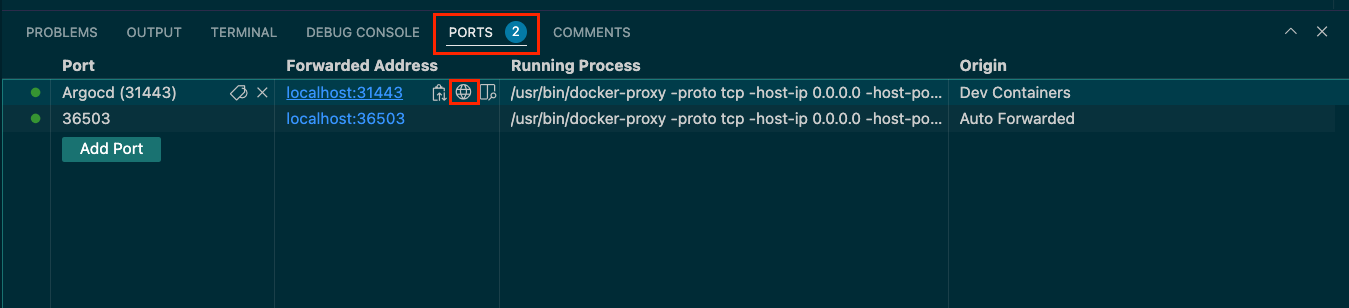 PROBLEMS OUTPUT TERMINAL DEBUG CONSOLE PORTS 2 COMMENTS
Port Forwarded Address Running Process Origin
Argocd (31443) localhost:31443 /usr/bin/docker-proxy -proto tcp -host-ip 0.0.0.0 -host-po... Dev Containers
36503 localhost:36503 /usr/bin/docker-proxy -proto tcp -host-ip 0.0.0.0 -host-po... Auto Forwarded
Add Port